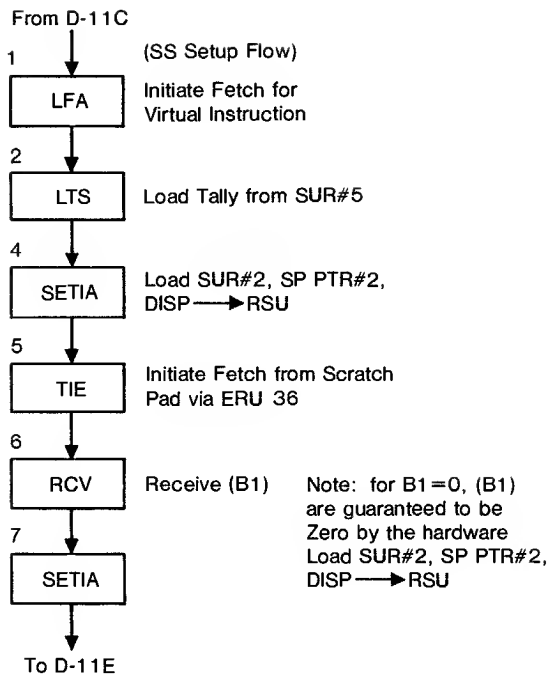 From D-11C
(SS Setup Flow)
1
LFA
Initiate Fetch for
Virtual Instruction
2
LTS
Load Tally from SUR#5
4
SETIA
Load SUR#2, SP PTR#2,
DISP → RSU
5
TIE
Initiate Fetch from Scratch
Pad via ERU 36
6
RCV
Receive (B1)
Note: for B1=0, (B1)
are guaranteed to be
Zero by the hardware
7
SETIA
Load SUR#2, SP PTR#2,
DISP → RSU
To D-11E